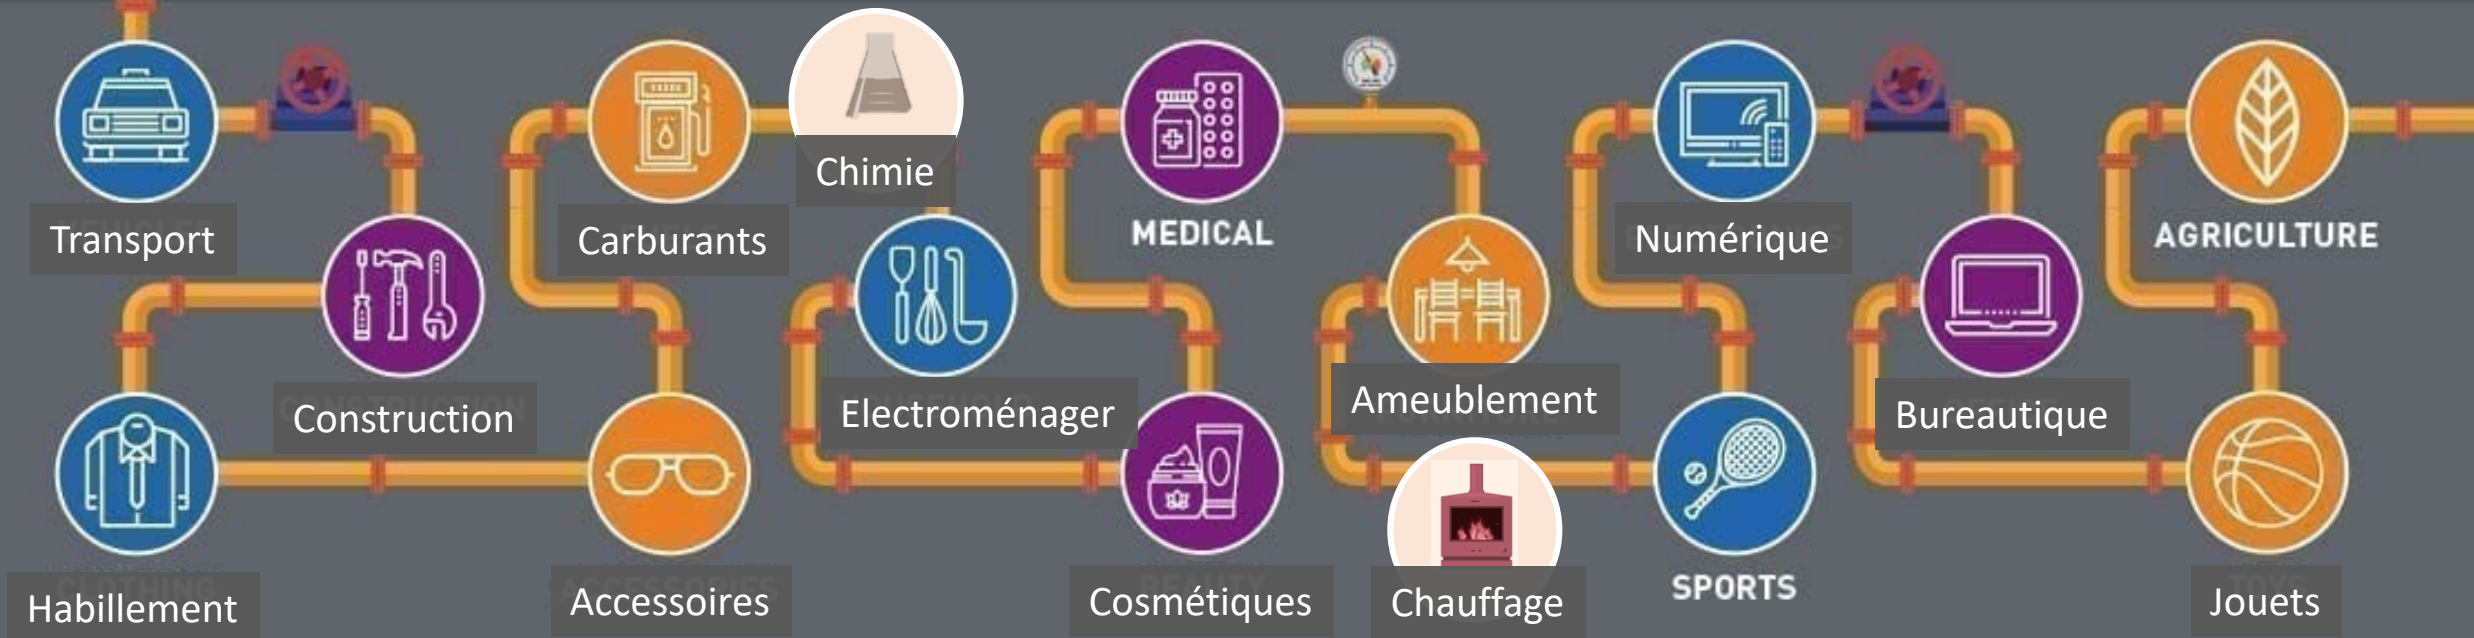 Chimie
Transport
Carburants
MEDICAL
Numérique
AGRICULTURE
Construction
Electroménager
Ameublement
Bureautique
Habillement
Accessoires
Cosmétiques
Chauffage
SPORTS
Jouets